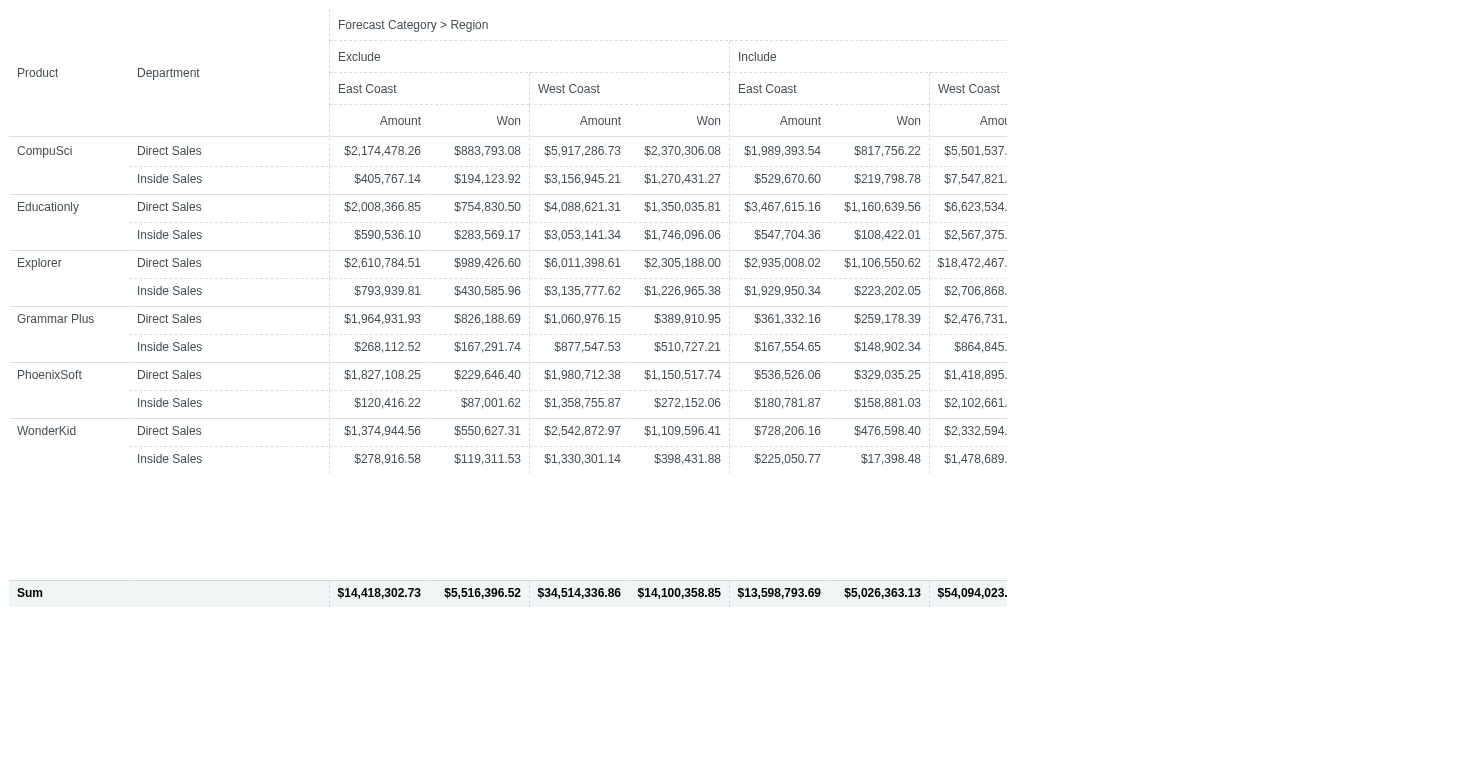 Forecast Category > Region
Product Department Exclude Include
East Coast West Coast East Coast West Coast
Amount Won Amount Won Amount Won Amou
CompuSci Direct Sales $2,174,478.26 $883,793.08 $5,917,286.73 $2,370,306.08 $1,989,393.54 $817,756.22 $5,501,537.
Inside Sales $405,767.14 $194,123.92 $3,156,945.21 $1,270,431.27 $529,670.60 $219,798.78 $7,547,821.
Educationly Direct Sales $2,008,366.85 $754,830.50 $4,088,621.31 $1,350,035.81 $3,467,615.16 $1,160,639.56 $6,623,534.
Inside Sales $590,536.10 $283,569.17 $3,053,141.34 $1,746,096.06 $547,704.36 $108,422.01 $2,567,375.
Explorer Direct Sales $2,610,784.51 $989,426.60 $6,011,398.61 $2,305,188.00 $2,935,008.02 $1,106,550.62 $18,472,467.
Inside Sales $793,939.81 $430,585.96 $3,135,777.62 $1,226,965.38 $1,929,950.34 $223,202.05 $2,706,868.
Grammar Plus Direct Sales $1,964,931.93 $826,188.69 $1,060,976.15 $389,910.95 $361,332.16 $259,178.39 $2,476,731.
Inside Sales $268,112.52 $167,291.74 $877,547.53 $510,727.21 $167,554.65 $148,902.34 $864,845.
PhoenixSoft Direct Sales $1,827,108.25 $229,646.40 $1,980,712.38 $1,150,517.74 $536,526.06 $329,035.25 $1,418,895.
Inside Sales $120,416.22 $87,001.62 $1,358,755.87 $272,152.06 $180,781.87 $158,881.03 $2,102,661.
WonderKid Direct Sales $1,374,944.56 $550,627.31 $2,542,872.97 $1,109,596.41 $728,206.16 $476,598.40 $2,332,594.
Inside Sales $278,916.58 $119,311.53 $1,330,301.14 $398,431.88 $225,050.77 $17,398.48 $1,478,689.
Sum $14,418,302.73 $5,516,396.52 $34,514,336.86 $14,100,358.85 $13,598,793.69 $5,026,363.13 $54,094,023.